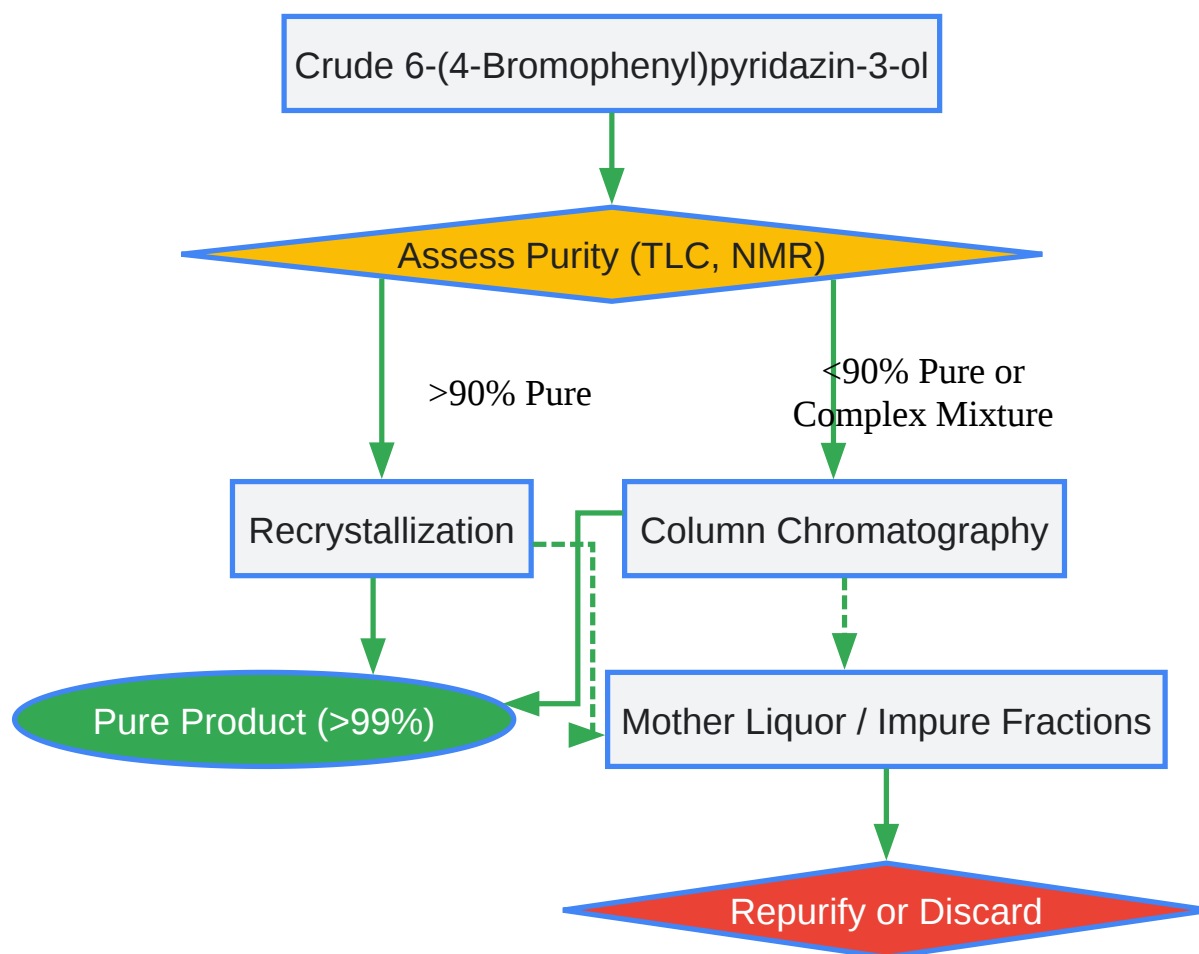 Crude 6-(4-Bromophenyl)pyridazin-3-ol
Assess Purity (TLC, NMR)
>90% Pure
<90% Pure or
Complex Mixture
Recrystallization
Column Chromatography
Pure Product (>99%)
Mother Liquor / Impure Fractions
Repurify or Discard